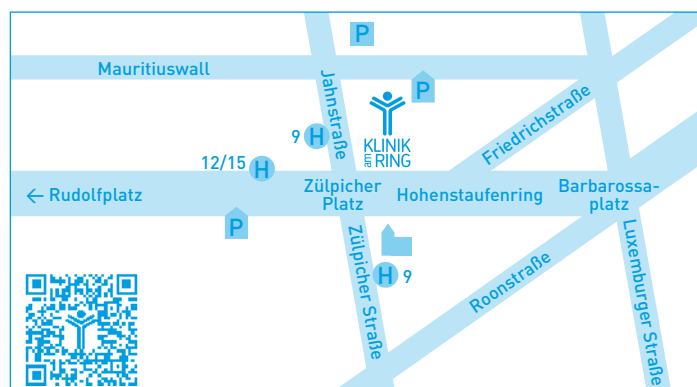 P
Mauritiuswall
Jahnstraße
P
Friedrichstraße
9 H
KLINIK
am RING
12/15 H
← Rudolfplatz
Zülpicher
Platz
Hohenstaufenring
Barbarossa-
platz
P
Zülpicher Straße
H 9
Roonstraße
Luxemburger Straße